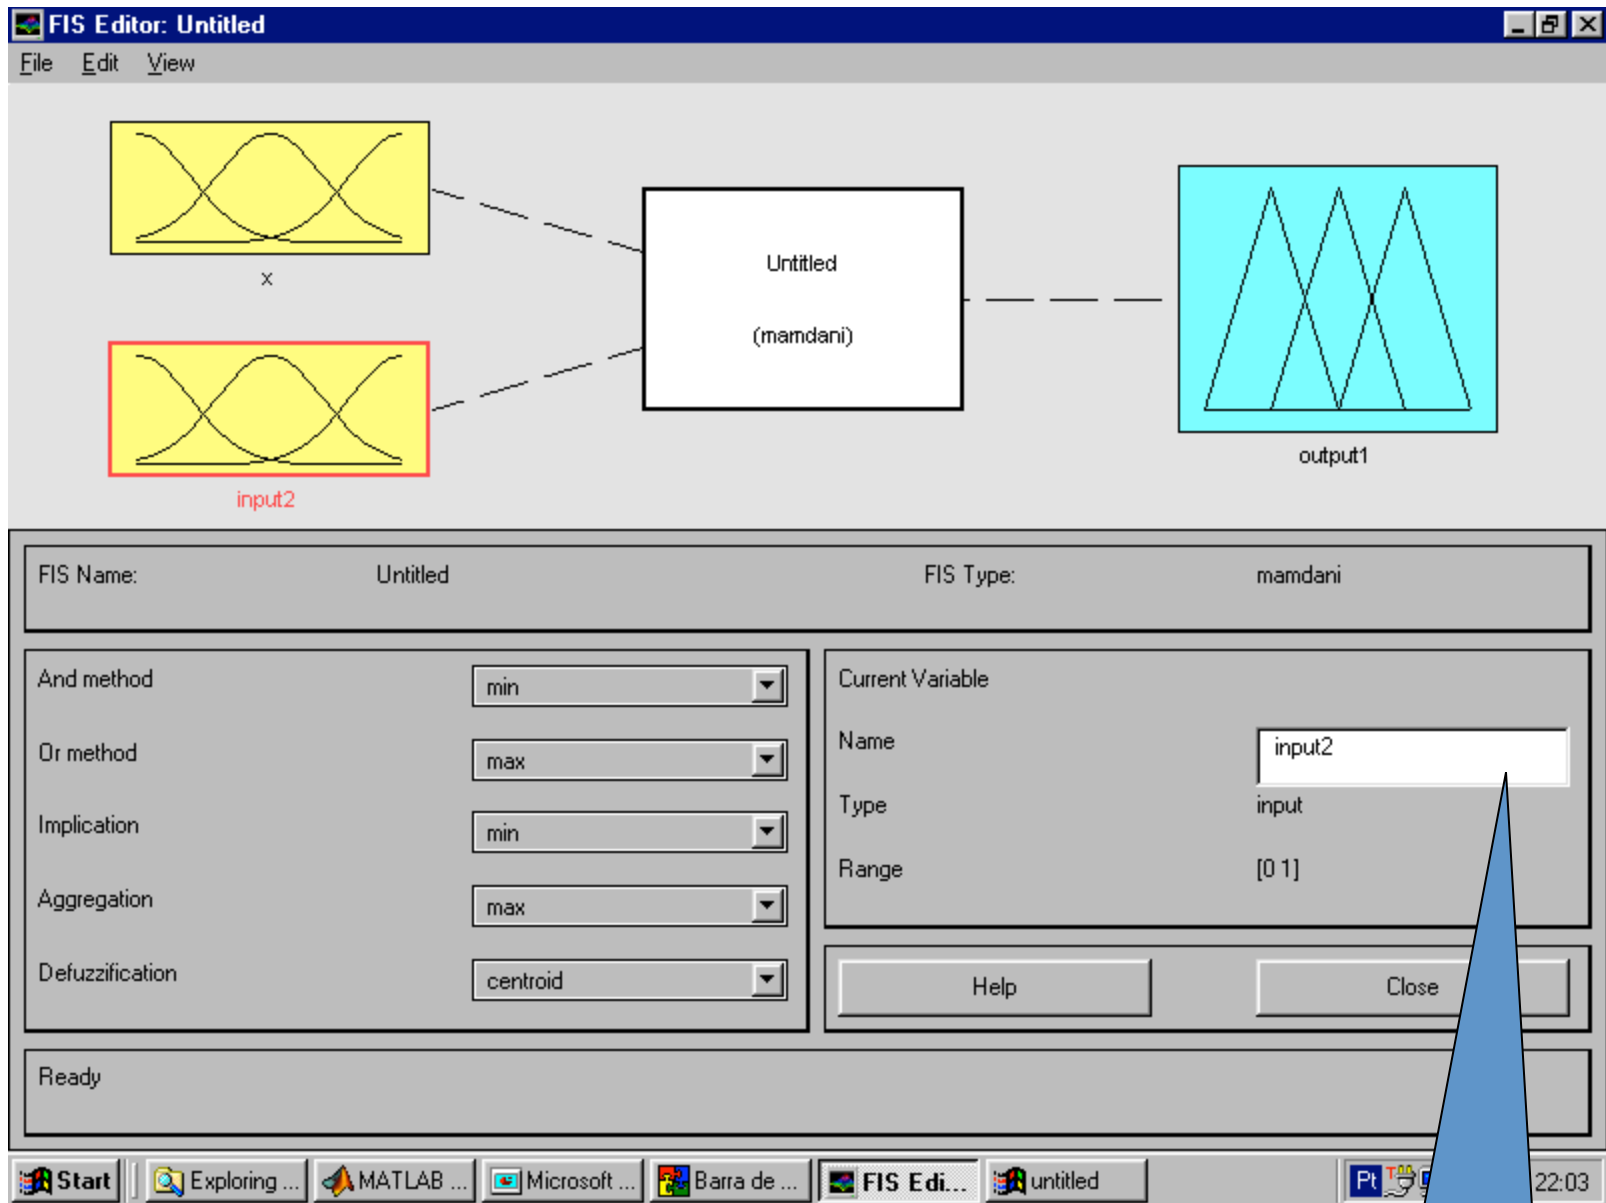 FIS Editor: Untitled
File Edit View
x
input2
Untitled
(mamdani)
output1
FIS Name: Untitled FIS Type: mamdani
And method min
Or method max
Implication min
Aggregation max
Defuzzification centroid
Current Variable
Name input2
Type input
Range [0 1]
Help Close
Ready
Start Exploring ... MATLAB ... Microsoft ... Barra de ... FIS Edi... untitled Pt 22:03